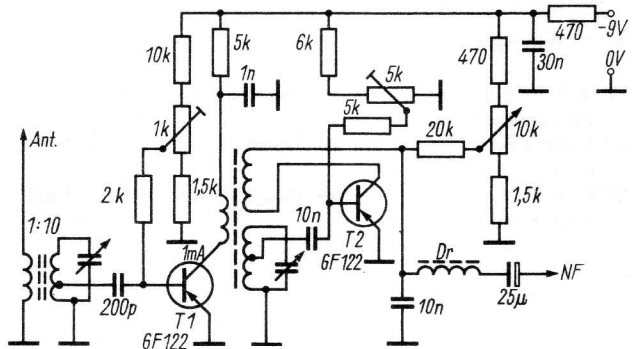 10k
5k
6k
470
470
-9V
1n
30n
0V
5k
5k
1k
20k
10k
Ant.
2k
1,5k
1,5k
1:10
10n
1mA
T2
6F122
Dr
200p
T1
10n
25µ
NF
6F122